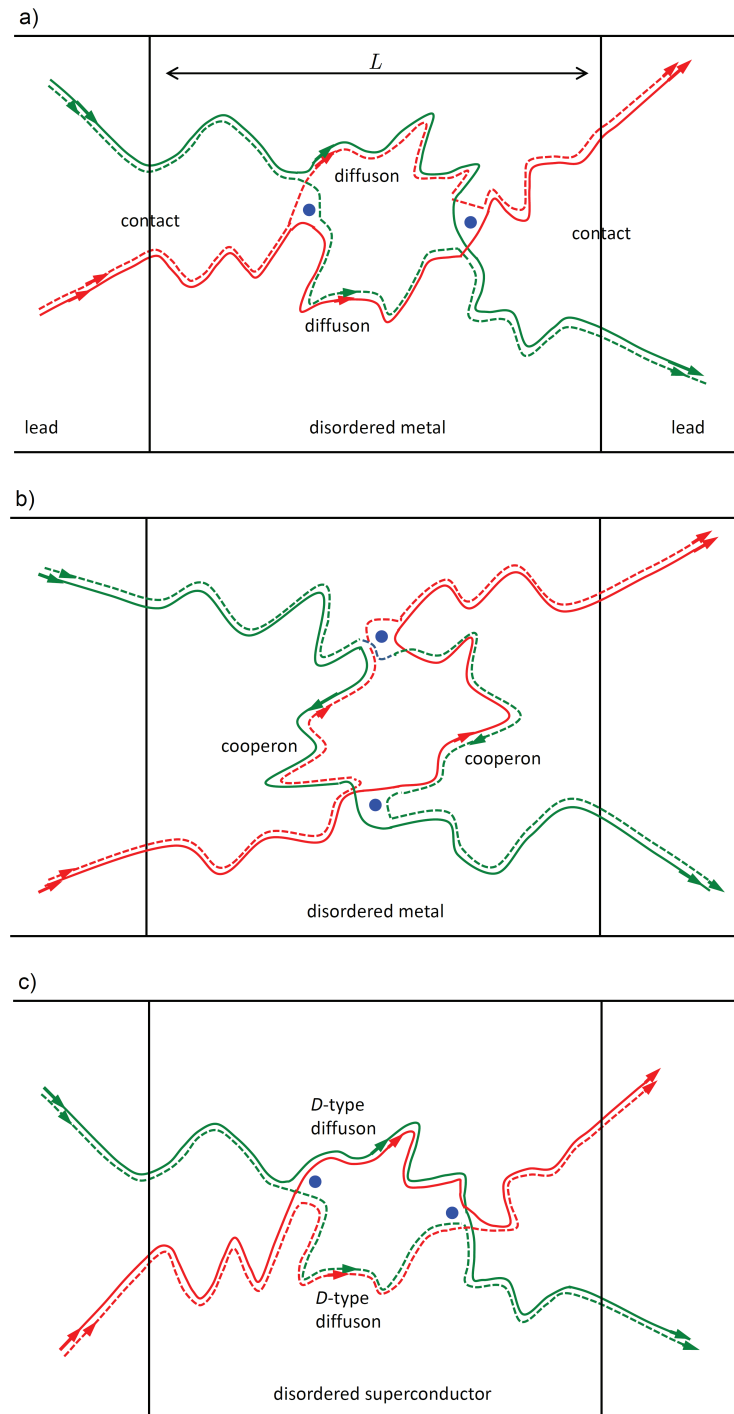 a)
L
diffuson
contact
contact
diffuson
lead
disordered metal
lead
b)
cooperon
cooperon
disordered metal
c)
D-type
diffuson
D-type
diffuson
disordered superconductor